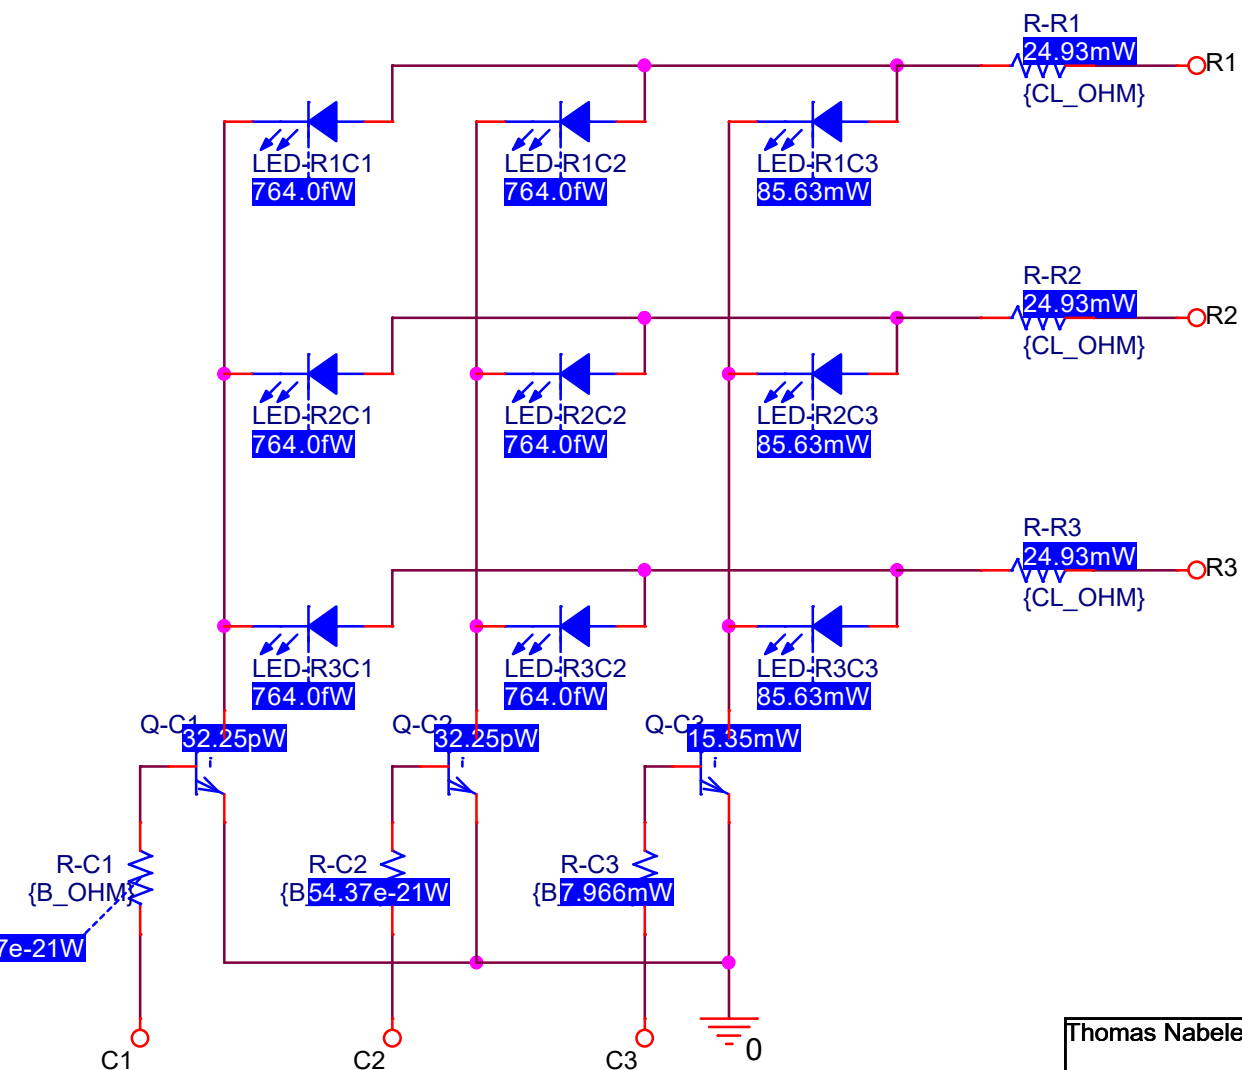 R-R1
24.93mW
R1
{CL_OHM}
LED-R1C1
LED-R1C2
LED-R1C3
764.0fW
764.0fW
85.63mW
R-R2
24.93mW
R2
{CL_OHM}
LED-R2C1
LED-R2C2
LED-R2C3
764.0fW
764.0fW
85.63mW
R-R3
24.93mW
R3
{CL_OHM}
LED-R3C1
LED-R3C2
LED-R3C3
764.0fW
764.0fW
85.63mW
Q-C1
Q-C2
Q-C3
32.25pW
32.25pW
15.35mW
R-C1
R-C2
R-C3
{B_OHM}
{B
54.37e-21W
{B
7.966mW
7e-21W
C1
C2
C3
0
Thomas Nabele